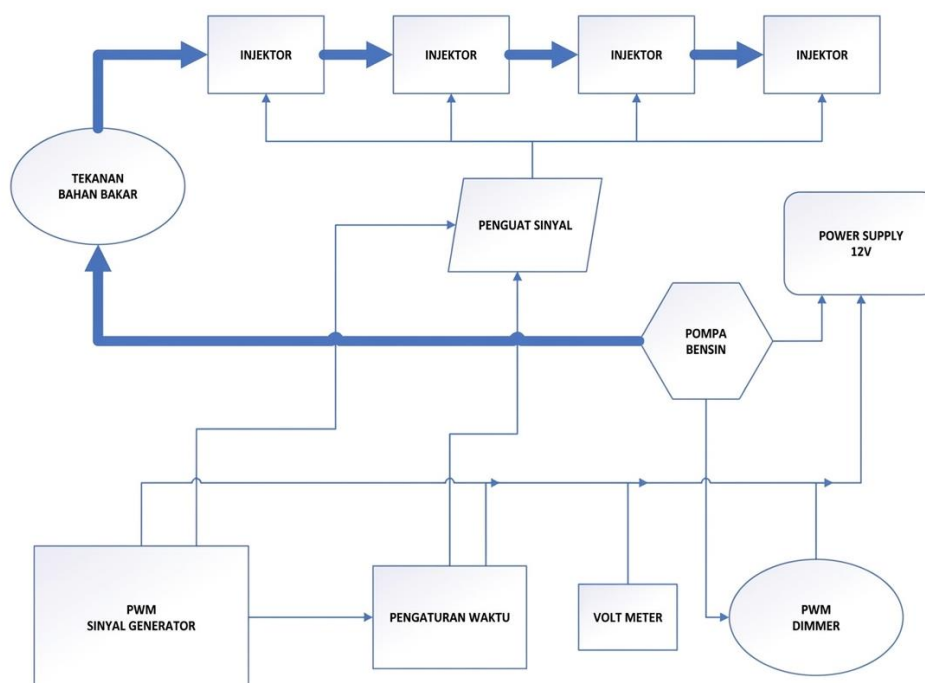 INJEKTOR
INJEKTOR
INJEKTOR
INJEKTOR
TEKANAN
BAHAN BAKAR
PENGUAT SINYAL
POWER SUPPLY
12V
POMPA
BENSIN
PWM
SINYAL GENERATOR
PENGATURAN WAKTU
VOLT METER
PWM
DIMMER